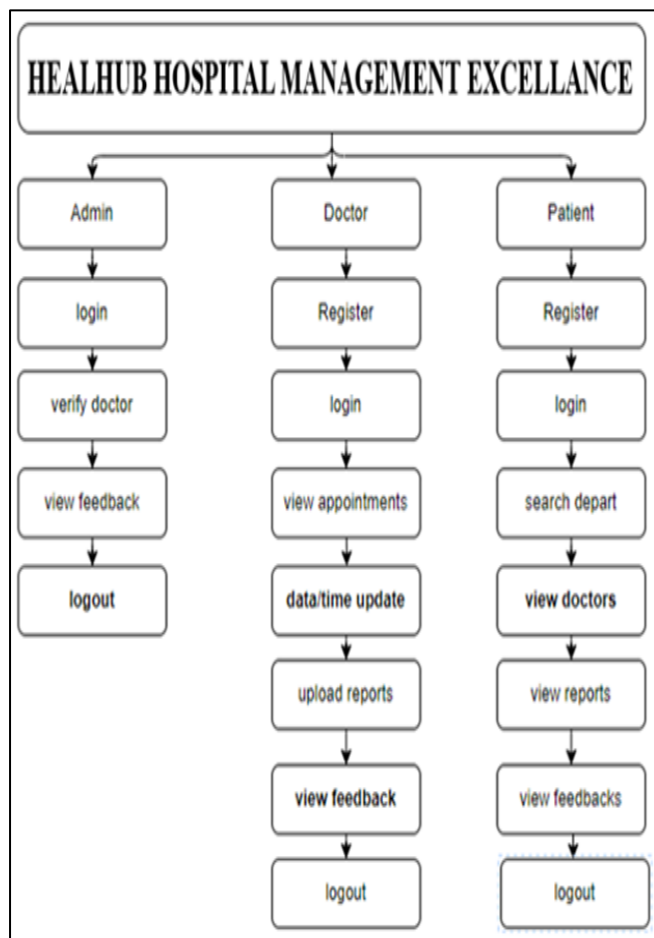 HEALHUB HOSPITAL MANAGEMENT EXCELLANCE
Admin
login
verify doctor
view feedback
logout
Doctor
Register
login
view appointments
data/time update
upload reports
view feedback
logout
Patient
Register
login
search depart
view doctors
view reports
view feedbacks
logout